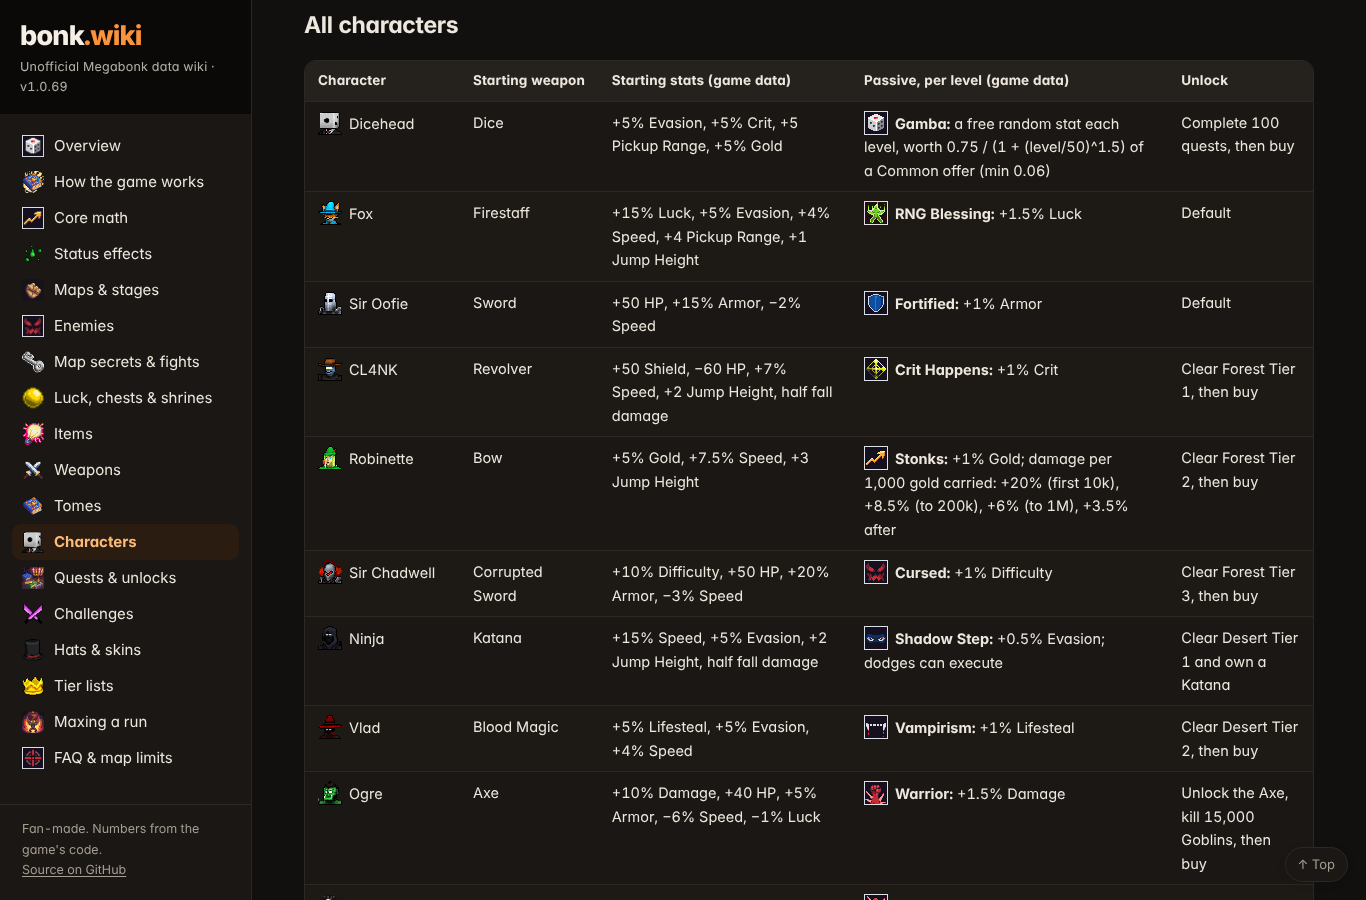 bonk.wiki
Unofficial Megabonk data wiki ·
v1.0.69
Overview
How the game works
Core math
Status effects
Maps & stages
Enemies
Map secrets & fights
Luck, chests & shrines
Items
Weapons
Tomes
Characters
Quests & unlocks
Challenges
Hats & skins
Tier lists
Maxing a run
FAQ & map limits
Fan-made. Numbers from the
game's code.
Source on GitHub
All characters
Character Starting weapon Starting stats (game data) Passive, per level (game data) Unlock
Dicehead
Dice
+5% Evasion, +5% Crit, +5
Pickup Range, +5% Gold
Gamba: a free random stat each
level, worth 0.75 / (1 + (level/50)^1.5) of
a Common offer (min 0.06)
Complete 100
quests, then buy
Fox
Firestaff
+15% Luck, +5% Evasion, +4%
Speed, +4 Pickup Range, +1
Jump Height
RNG Blessing: +1.5% Luck
Default
Sir Oofie
Sword
+50 HP, +15% Armor, −2%
Speed
Fortified: +1% Armor
Default
CL4NK
Revolver
+50 Shield, −60 HP, +7%
Speed, +2 Jump Height, half fall
damage
Crit Happens: +1% Crit
Clear Forest Tier
1, then buy
Robinette
Bow
+5% Gold, +7.5% Speed, +3
Jump Height
Stonks: +1% Gold; damage per
1,000 gold carried: +20% (first 10k),
+8.5% (to 200k), +6% (to 1M), +3.5%
after
Clear Forest Tier
2, then buy
Sir Chadwell
Corrupted
Sword
+10% Difficulty, +50 HP, +20%
Armor, −3% Speed
Cursed: +1% Difficulty
Clear Forest Tier
3, then buy
Ninja
Katana
+15% Speed, +5% Evasion, +2
Jump Height, half fall damage
Shadow Step: +0.5% Evasion;
dodges can execute
Clear Desert Tier
1 and own a
Katana
Vlad
Blood Magic
+5% Lifesteal, +5% Evasion,
+4% Speed
Vampirism: +1% Lifesteal
Clear Desert Tier
2, then buy
Ogre
Axe
+10% Damage, +40 HP, +5%
Armor, −6% Speed, −1% Luck
Warrior: +1.5% Damage
Unlock the Axe,
kill 15,000
Goblins, then
buy
↑ Top